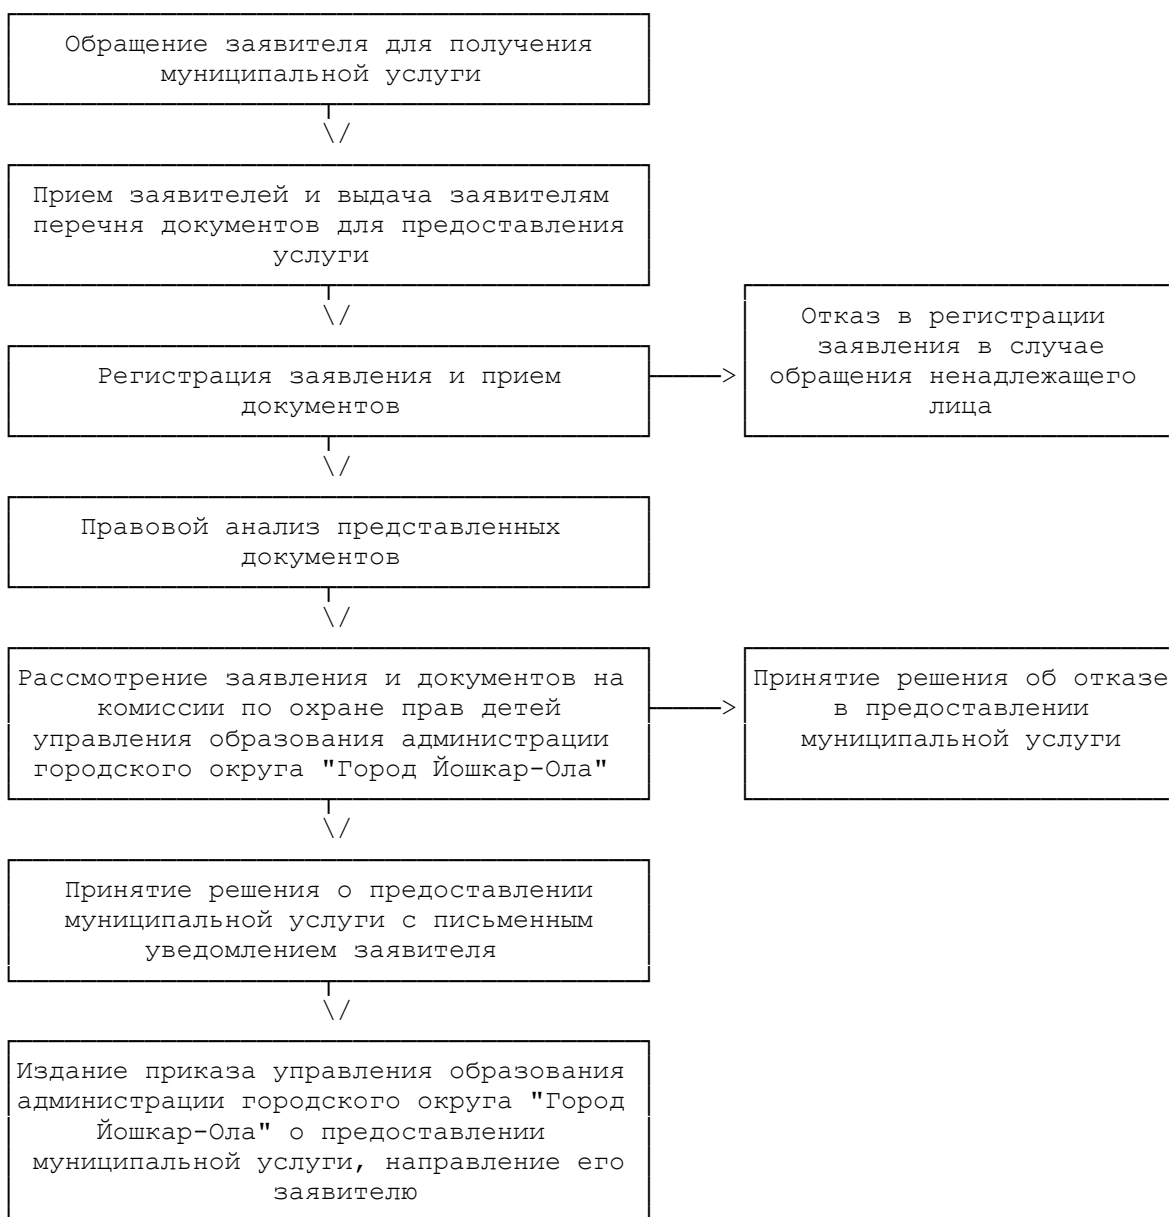 Обращение заявителя для получения
муниципальной услуги
\/
Прием заявителей и выдача заявителям
перечня документов для предоставления
услуги
\/
Регистрация заявления и прием
документов
>
Отказ в регистрации
заявления в случае
обращения ненадлежащего
лица
\/
Правовой анализ представленных
документов
\/
Рассмотрение заявления и документов на
комиссии по охране прав детей
управления образования администрации
городского округа "Город Йошкар-Ола"
>
Принятие решения об отказе
в предоставлении
муниципальной услуги
\/
Принятие решения о предоставлении
муниципальной услуги с письменным
уведомлением заявителя
\/
Издание приказа управления образования
администрации городского округа "Город
Йошкар-Ола" о предоставлении
муниципальной услуги, направление его
заявителю